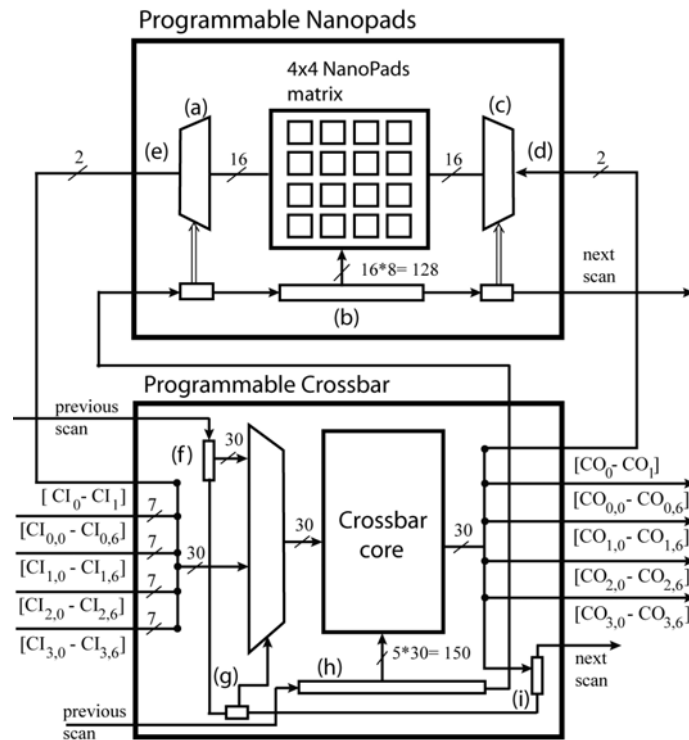 Programmable Nanopads
4x4 NanoPads
matrix
(a)
(c)
(e)
(d)
2
16
16
2
16*8= 128
next
scan
(b)
Programmable Crossbar
previous
scan
(f)
30
[ CI0 - CI1]
7
[CI0,0 - CI0,6]
7
[CI1,0 - CI1,6]
7
[CI2,0 - CI2,6]
7
[CI3,0 - CI3,6]
30
30
Crossbar
core
30
[CO0 - CO1]
[CO0,0 - CO0,6]
[CO1,0 - CO1,6]
[CO2,0 - CO2,6]
[CO3,0 - CO3,6]
5*30= 150
(g)
(h)
(i)
next
scan
previous
scan